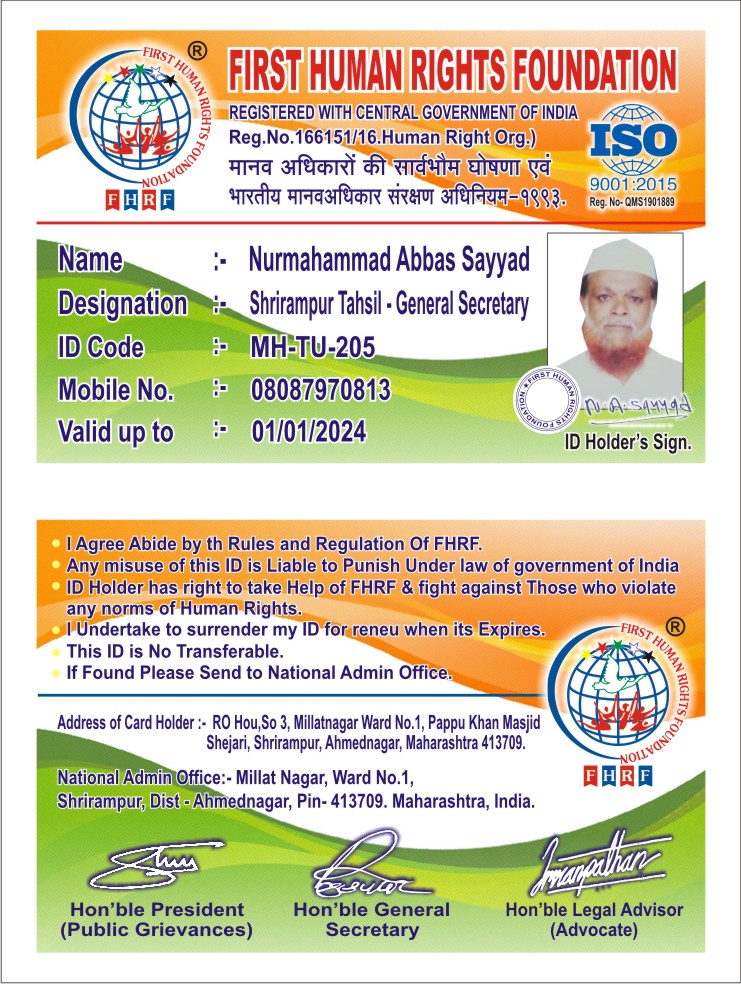 FIRST HUMAN RIGHTS FOUNDATION
®
FHRF
FIRST HUMAN RIGHTS FOUNDATION
REGISTERED WITH CENTRAL GOVERNMENT OF INDIA
Reg.No.166151/16.Human Right Org.)
मानव अधिकारों की सार्वभौम घोषणा एवं
भारतीय मानवअधिकार संरक्षण अधिनियम–१९९३.
ISO
9001:2015
Reg. No- QMS1901889
Name :- Nurmahammad Abbas Sayyad
Designation :- Shrirampur Tahsil - General Secretary
ID Code :- MH-TU-205
Mobile No. :- 08087970813
Valid up to :- 01/01/2024
FIRST HUMAN RIGHTS FOUNDATION
N.A.Sayyad
ID Holder's Sign.
I Agree Abide by th Rules and Regulation Of FHRF.
Any misuse of this ID is Liable to Punish Under law of government of India
ID Holder has right to take Help of FHRF & fight against Those who violate
any norms of Human Rights.
I Undertake to surrender my ID for reneu when its Expires.
This ID is No Transferable.
If Found Please Send to National Admin Office.
FIRST HUMAN RIGHTS FOUNDATION
®
FHRF
Address of Card Holder :- RO Hou,So 3, Millatnagar Ward No.1, Pappu Khan Masjid
Shejari, Shrirampur, Ahmednagar, Maharashtra 413709.
National Admin Office:- Millat Nagar, Ward No.1,
Shrirampur, Dist - Ahmednagar, Pin- 413709. Maharashtra, India.
Imranpathan
Hon'ble President
(Public Grievances)
Hon'ble General
Secretary
Hon'ble Legal Advisor
(Advocate)